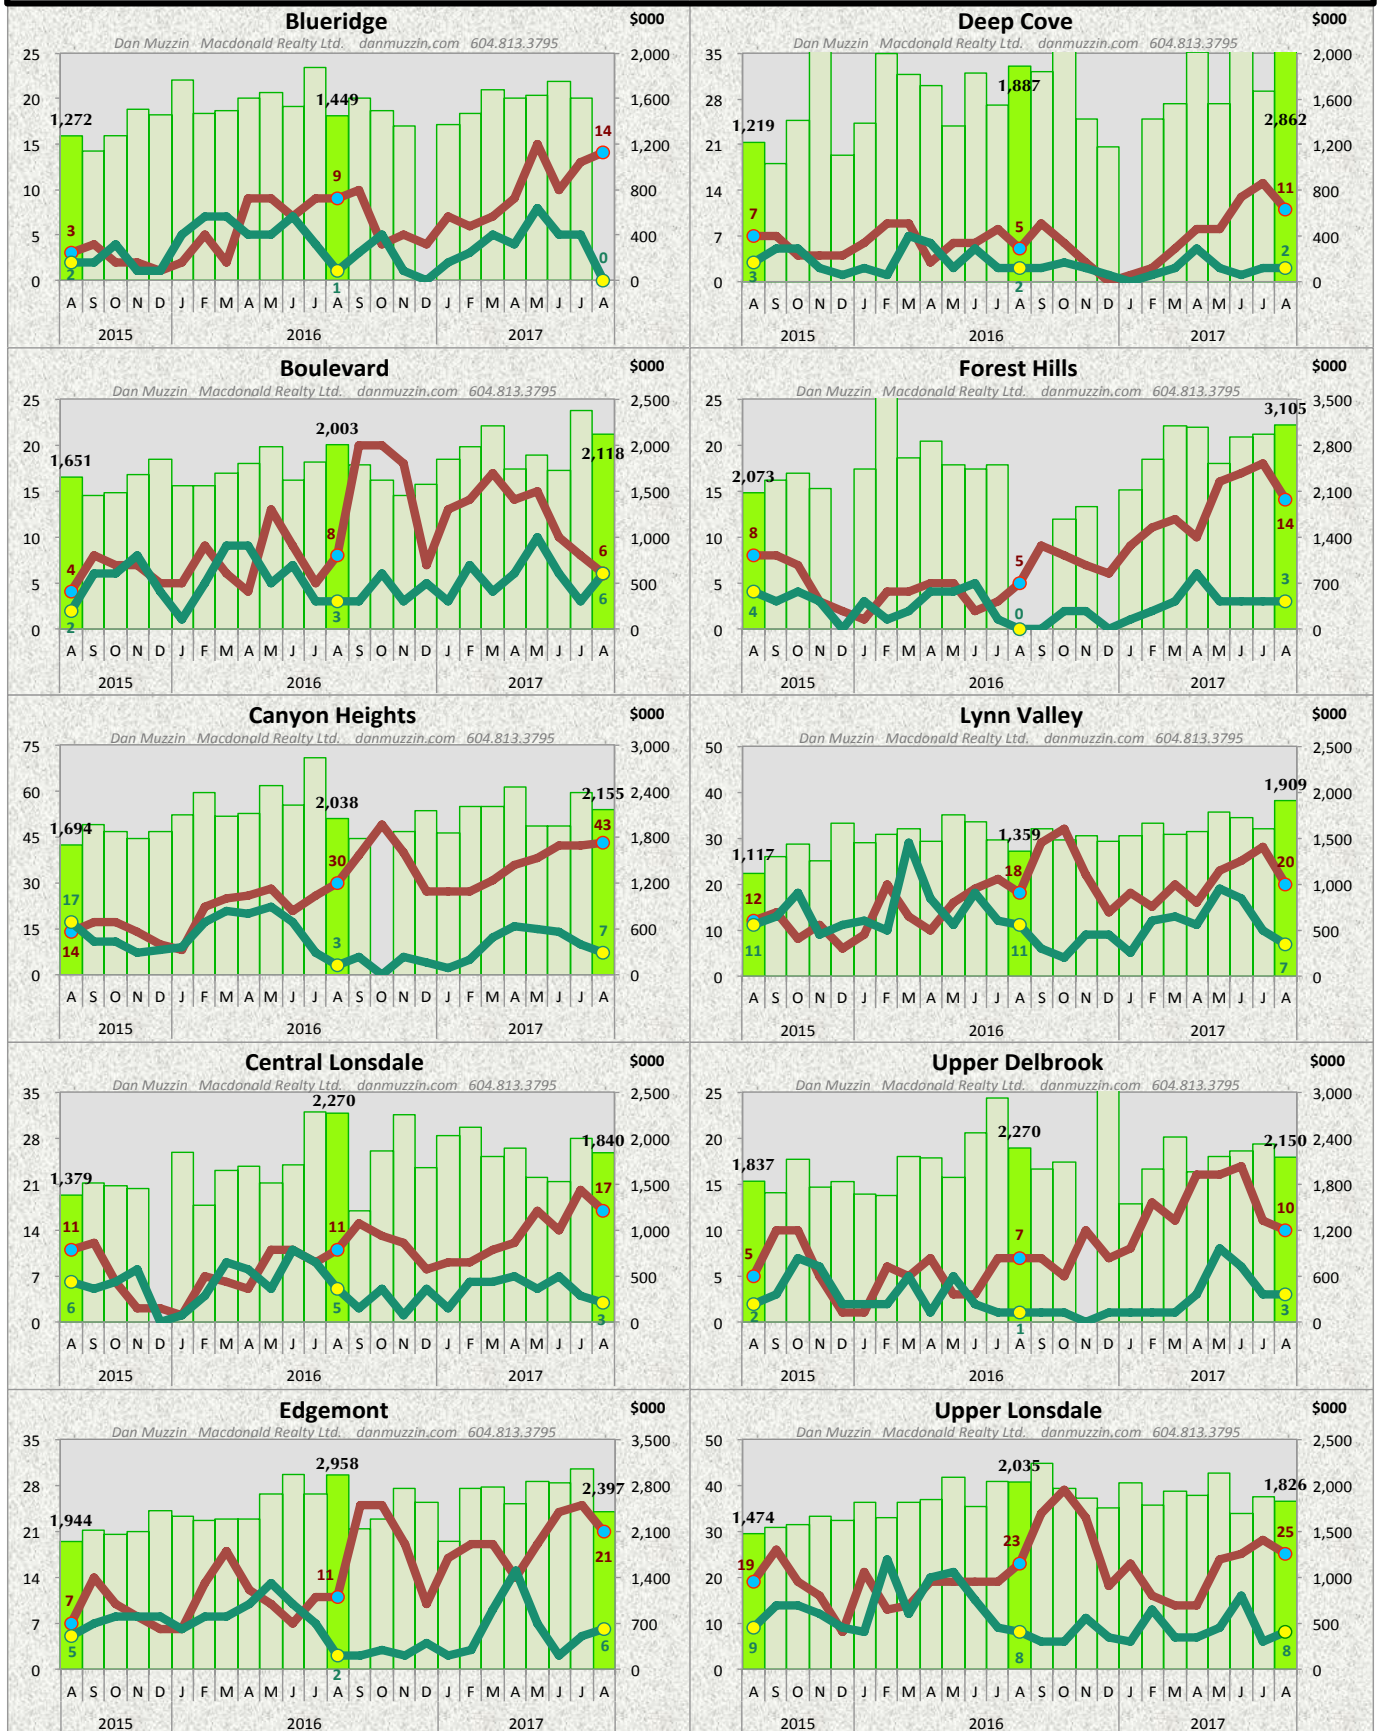 Blueridge
$000
Dan Muzzin Macdonald Realty Ltd. danmuzzin.com 604.813.3795
25 20 15 10 5 0
2,000 1,600 1,200 800 400 0
1,272 1,449
3 9 14
2 1 0
A S O N D J F M A M J J A S O N D J F M A M J J A
2015 2016 2017
Deep Cove
$000
Dan Muzzin Macdonald Realty Ltd. danmuzzin.com 604.813.3795
35 28 21 14 7 0
2,000 1,600 1,200 800 400 0
1,219 1,887 2,862
7 5 11
3 2 2
A S O N D J F M A M J J A S O N D J F M A M J J A
2015 2016 2017
Boulevard
$000
Dan Muzzin Macdonald Realty Ltd. danmuzzin.com 604.813.3795
25 20 15 10 5 0
2,500 2,000 1,500 1,000 500 0
1,651 2,003 2,118
4 8 6
2 3 6
A S O N D J F M A M J J A S O N D J F M A M J J A
2015 2016 2017
Forest Hills
$000
Dan Muzzin Macdonald Realty Ltd. danmuzzin.com 604.813.3795
25 20 15 10 5 0
3,500 2,800 2,100 1,400 700 0
2,073 3,105
8 5 14
4 0 3
A S O N D J F M A M J J A S O N D J F M A M J J A
2015 2016 2017
Canyon Heights
$000
Dan Muzzin Macdonald Realty Ltd. danmuzzin.com 604.813.3795
75 60 45 30 15 0
3,000 2,400 1,800 1,200 600 0
1,694 2,038 2,155
14 30 43
17 3 7
A S O N D J F M A M J J A S O N D J F M A M J J A
2015 2016 2017
Lynn Valley
$000
Dan Muzzin Macdonald Realty Ltd. danmuzzin.com 604.813.3795
50 40 30 20 10 0
2,500 2,000 1,500 1,000 500 0
1,117 1,359 1,909
12 18 20
11 11 7
A S O N D J F M A M J J A S O N D J F M A M J J A
2015 2016 2017
Central Lonsdale
$000
Dan Muzzin Macdonald Realty Ltd. danmuzzin.com 604.813.3795
35 28 21 14 7 0
2,500 2,000 1,500 1,000 500 0
1,379 2,270 1,840
11 11 17
6 5 3
A S O N D J F M A M J J A S O N D J F M A M J J A
2015 2016 2017
Upper Delbrook
$000
Dan Muzzin Macdonald Realty Ltd. danmuzzin.com 604.813.3795
25 20 15 10 5 0
3,000 2,400 1,800 1,200 600 0
1,837 2,270 2,150
5 7 10
2 1 3
A S O N D J F M A M J J A S O N D J F M A M J J A
2015 2016 2017
Edgemont
$000
Dan Muzzin Macdonald Realty Ltd. danmuzzin.com 604.813.3795
35 28 21 14 7 0
3,500 2,800 2,100 1,400 700 0
1,944 2,958 2,397
7 11 21
5 2 6
A S O N D J F M A M J J A S O N D J F M A M J J A
2015 2016 2017
Upper Lonsdale
$000
Dan Muzzin Macdonald Realty Ltd. danmuzzin.com 604.813.3795
50 40 30 20 10 0
2,500 2,000 1,500 1,000 500 0
1,474 2,035 1,826
19 23 25
9 8 8
A S O N D J F M A M J J A S O N D J F M A M J J A
2015 2016 2017